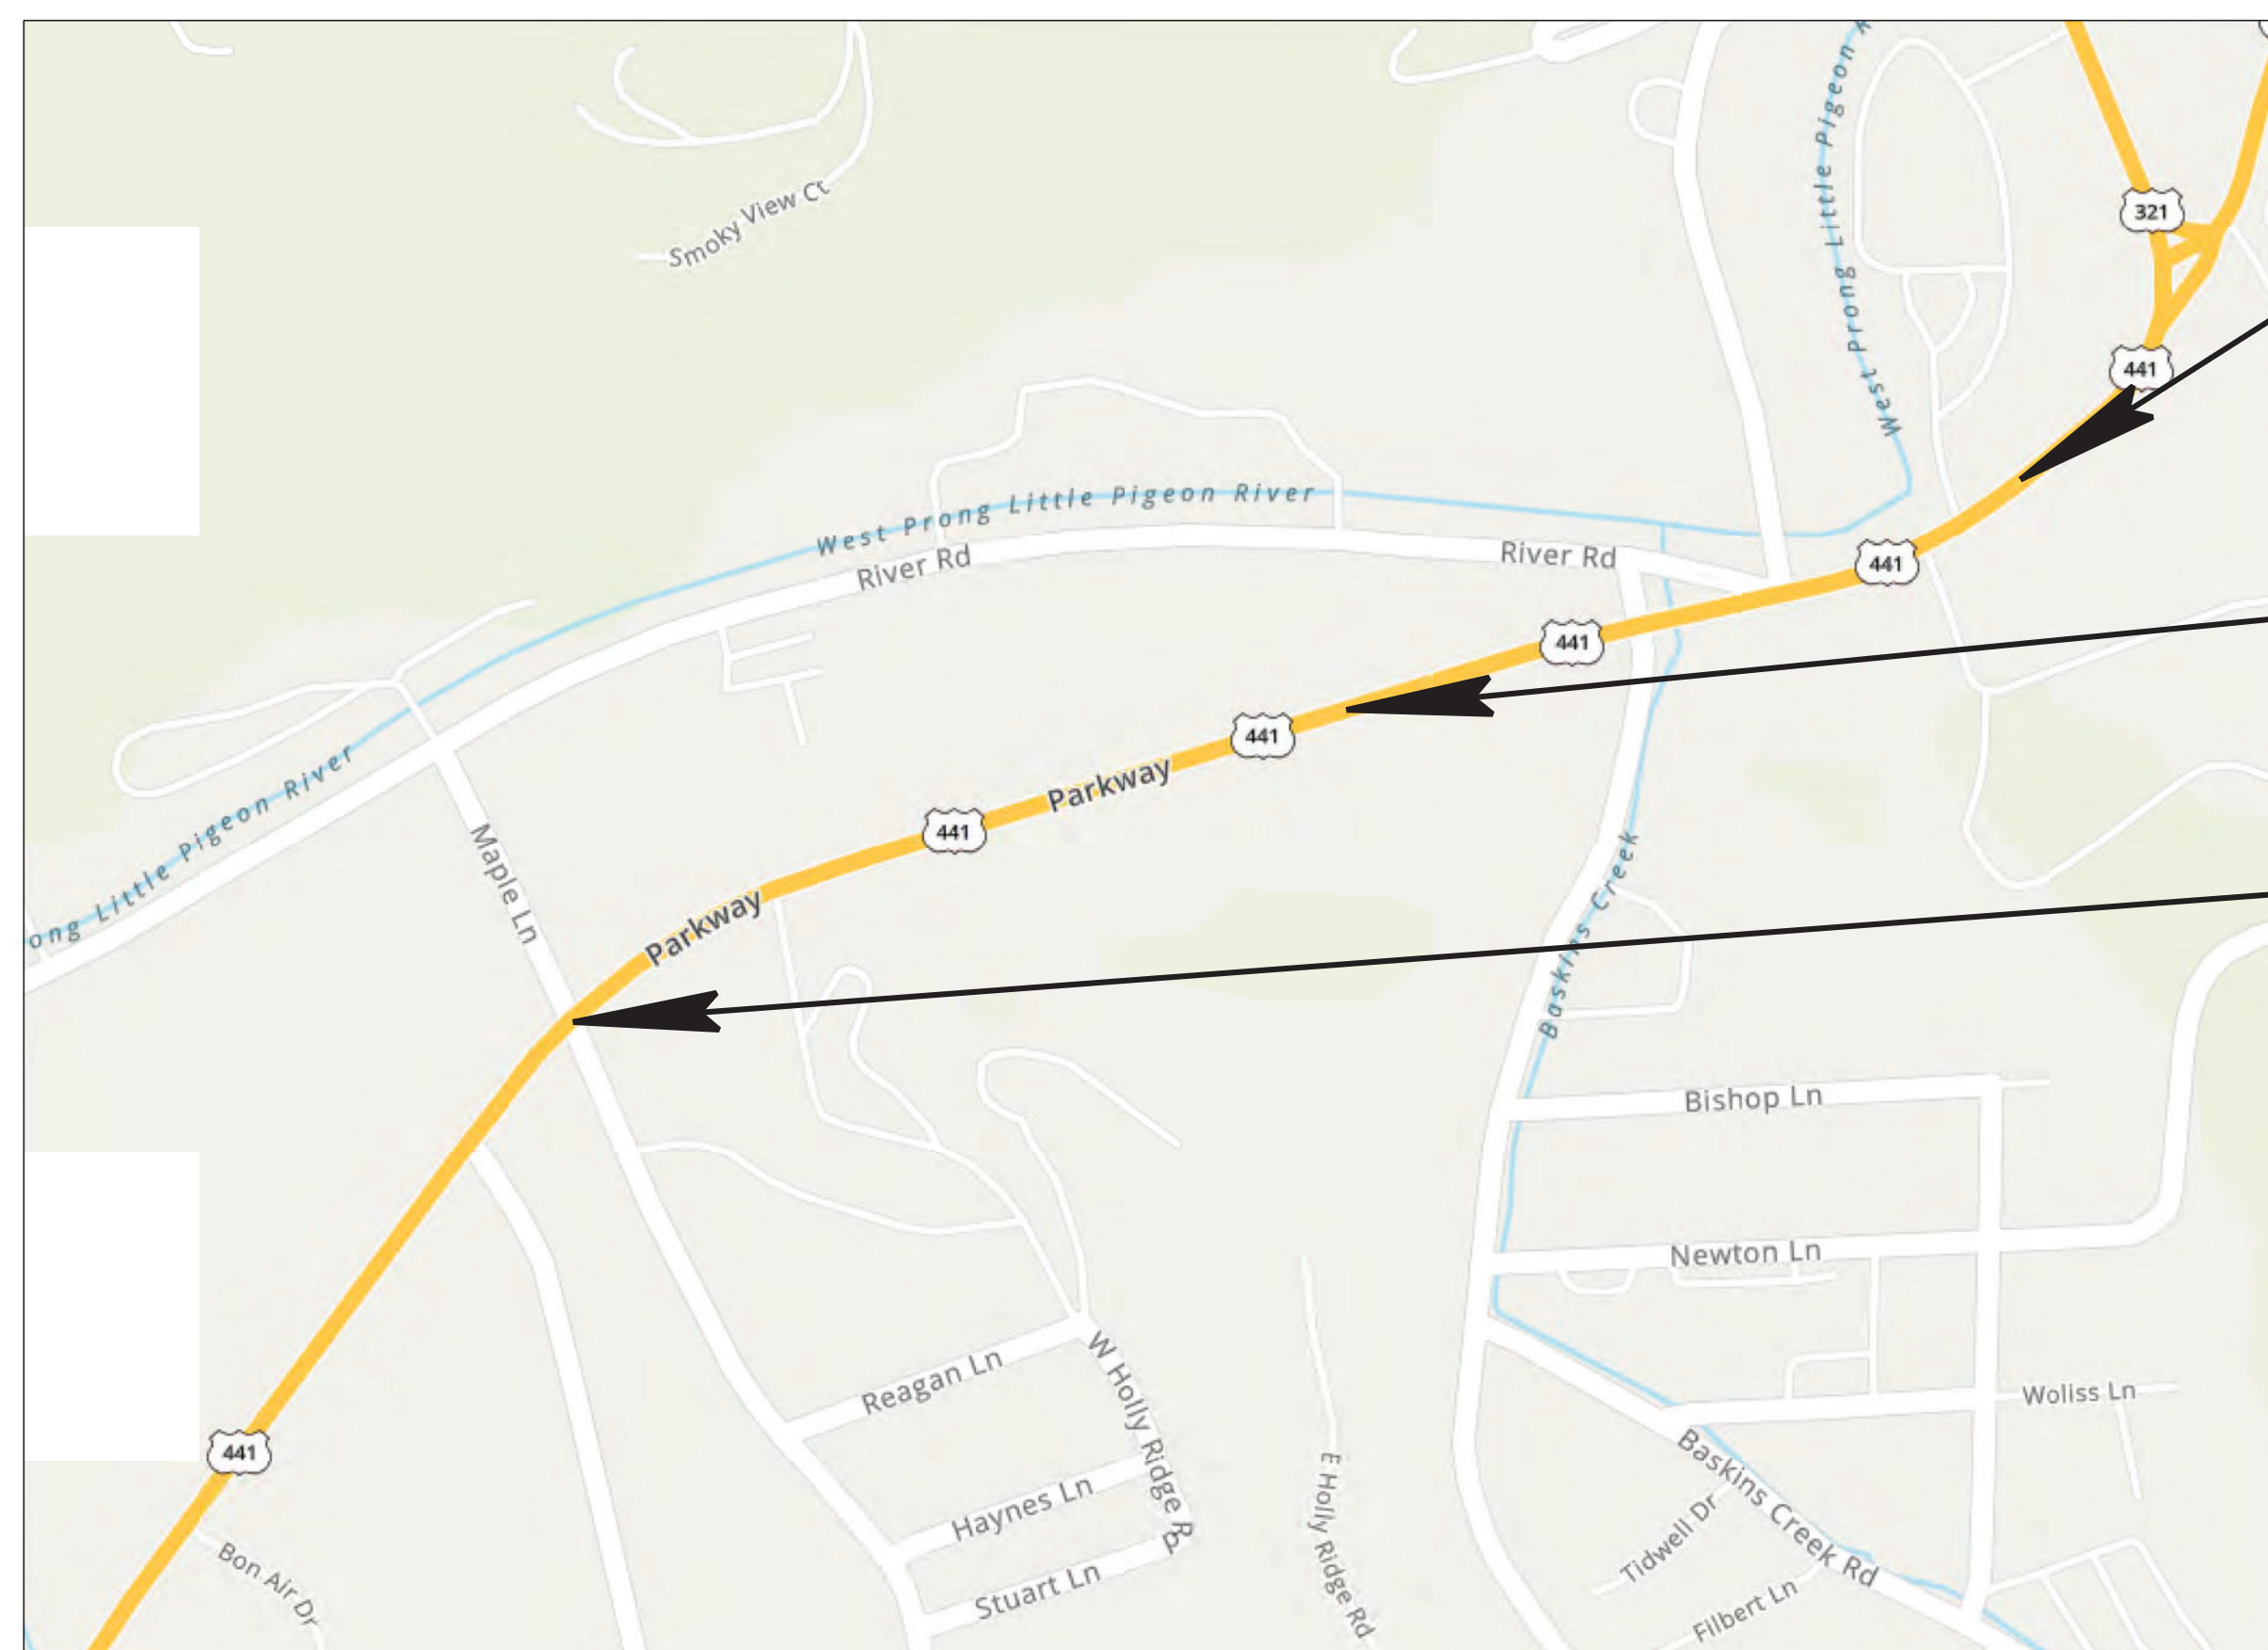 Smoky View Ct
West Prong Little Pigeon R
321
441
West Prong Little Pigeon River
River Rd
River Rd
441
441
441
Parkway
441
Parkway
ong Little Pigeon River
Maple Ln
Baskins Creek
Bishop Ln
Newton Ln
Reagan Ln
W Holly Ridge Rd
Woliss Ln
441
Haynes Ln
E Holly Ridge Rd
Baskins Creek Rd
Tidwell Dr
Bon Air Dr
Stuart Ln
Filbert Ln